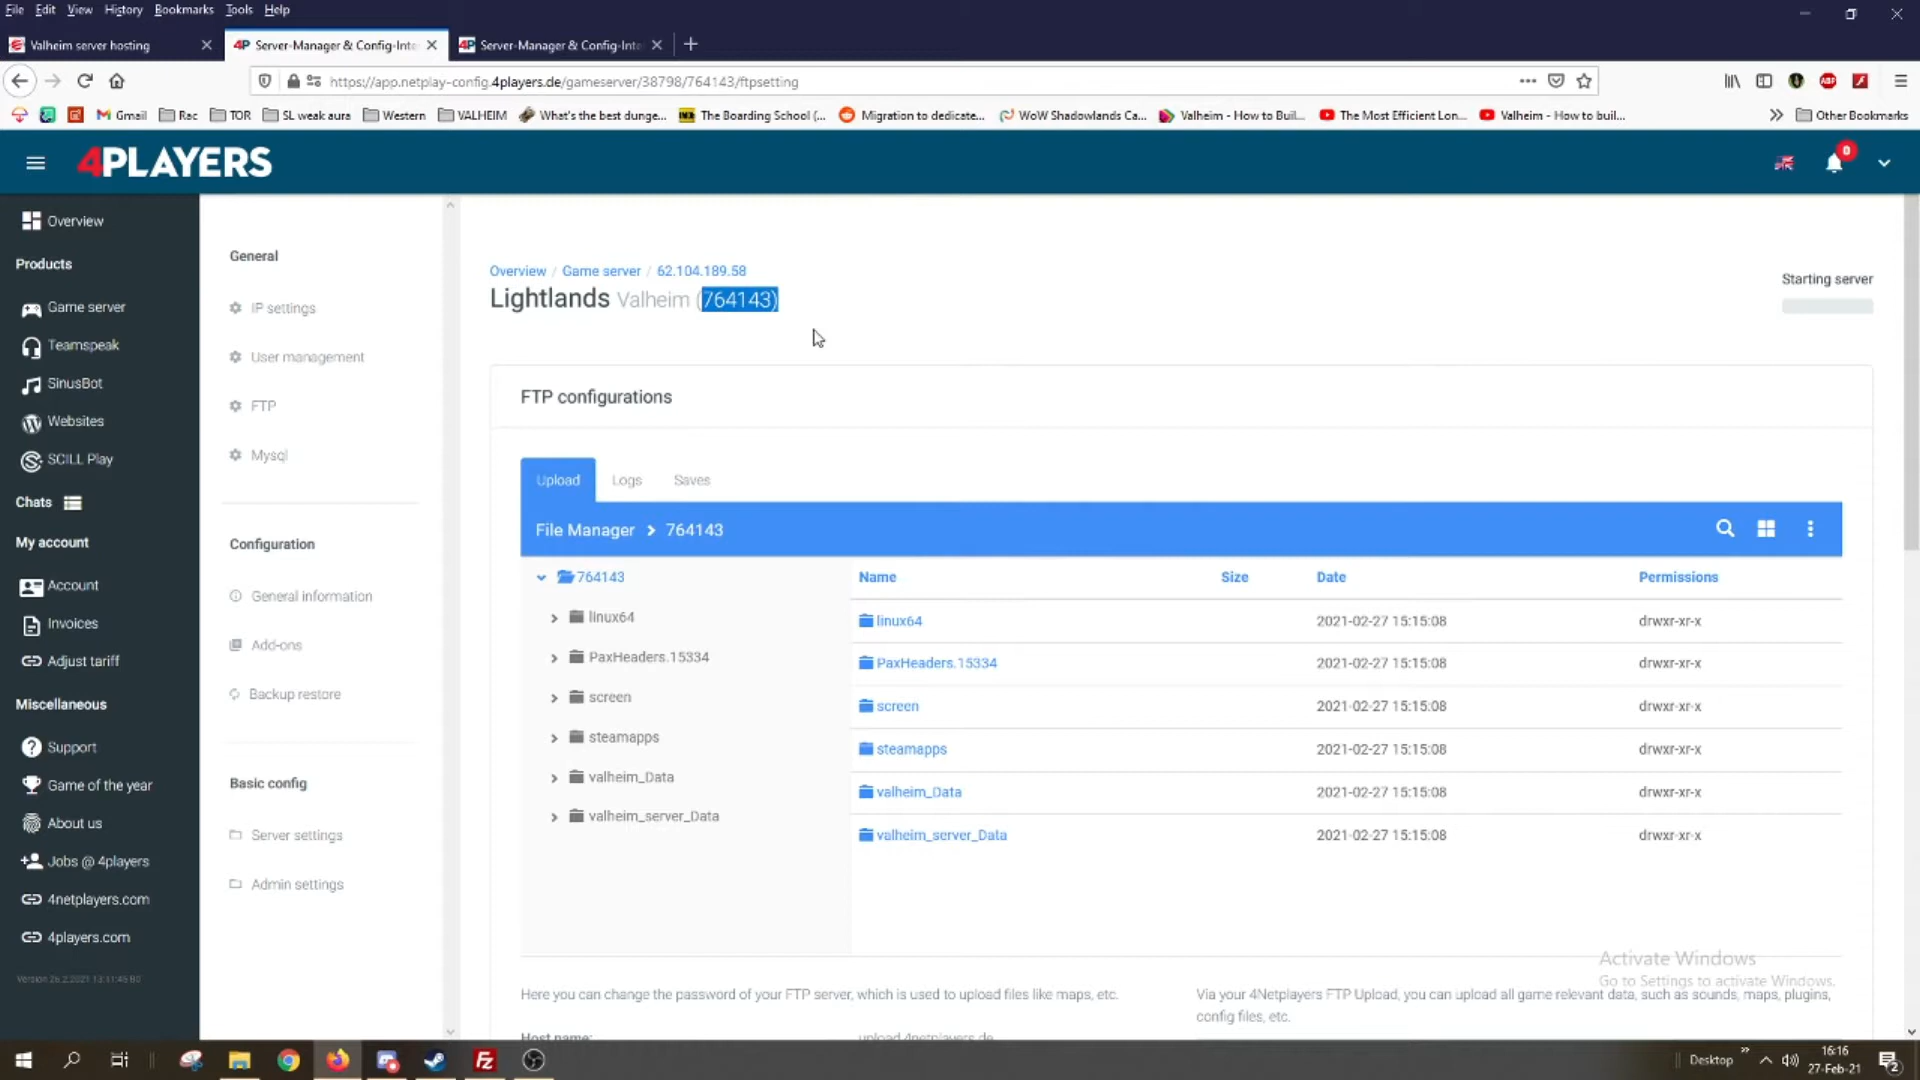 File Edit View History Bookmarks Tools Help
Valheim server hosting
4P Server-Manager & Config-Inte
4P Server-Manager & Config-Inte
https://app.netplay-config.4players.de/gameserver/38798/764143/ftpsetting
Gmail Rac TOR SL weak aura Western VALHEIM What's the best dunge... The Boarding School (... Migration to dedicate... WoW Shadowlands Ca... Valheim - How to Buil... The Most Efficient Lon... Valheim - How to buil... Other Bookmarks
4PLAYERS
0
Overview
Products
Game server
Teamspeak
SinusBot
Websites
SCILL Play
Chats
My account
Account
Invoices
Adjust tariff
Miscellaneous
Support
Game of the year
About us
Jobs @ 4players
4netplayers.com
4players.com
General
IP settings
User management
FTP
Mysql
Configuration
General information
Add-ons
Backup restore
Basic config
Server settings
Admin settings
Overview / Game server / 62.104.189.58
Lightlands Valheim (764143)
Starting server
FTP configurations
Upload Logs Saves
File Manager > 764143
764143
linux64
PaxHeaders.15334
screen
steamapps
valheim_Data
valheim_server_Data
Name Size Date Permissions
linux64 2021-02-27 15:15:08 drwxr-xr-x
PaxHeaders.15334 2021-02-27 15:15:08 drwxr-xr-x
screen 2021-02-27 15:15:08 drwxr-xr-x
steamapps 2021-02-27 15:15:08 drwxr-xr-x
valheim_Data 2021-02-27 15:15:08 drwxr-xr-x
valheim_server_Data 2021-02-27 15:15:08 drwxr-xr-x
Activate Windows
Go to Settings to activate Windows.
Here you can change the password of your FTP server, which is used to upload files like maps, etc.
Via your 4Netplayers FTP Upload, you can upload all game relevant data, such as sounds, maps, plugins,
config files, etc.
Host name: upload.4netplayers.de
Desktop
16:16
27-Feb-21
2